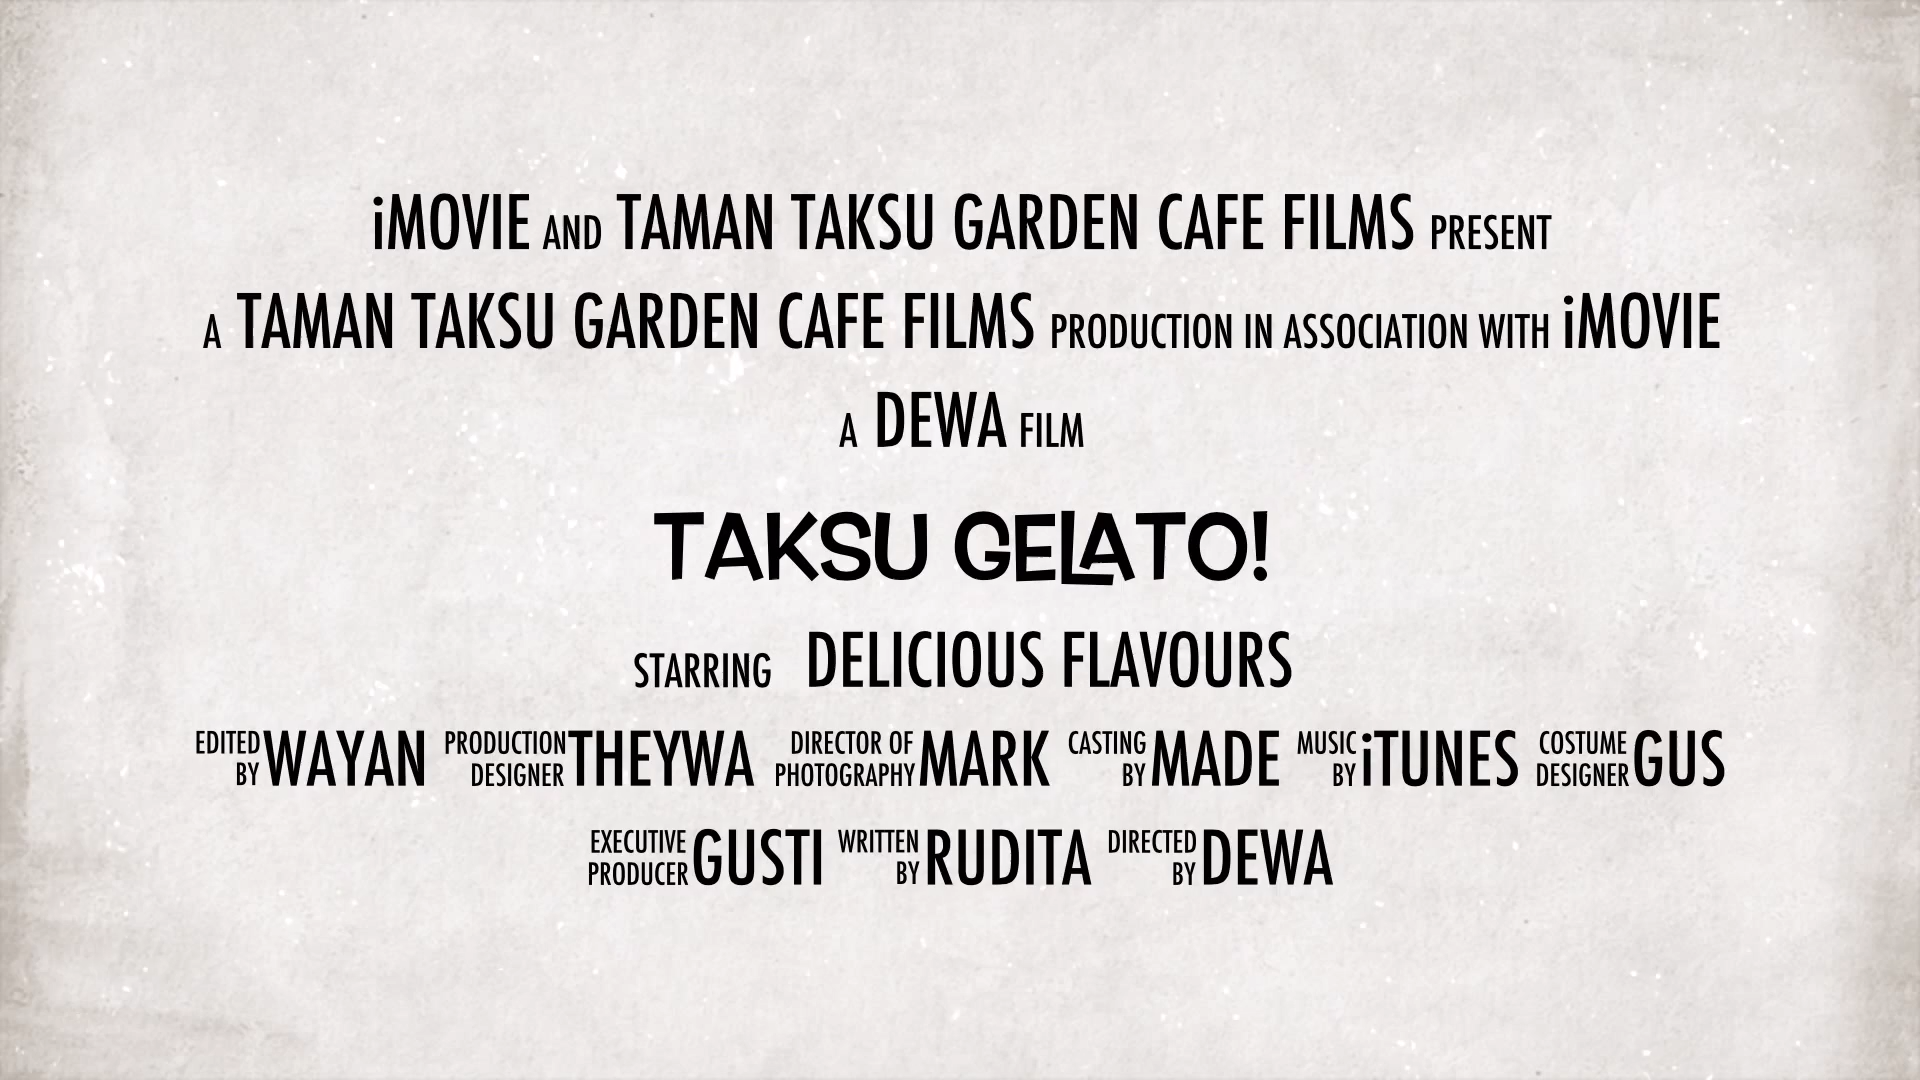 iMOVIE AND TAMAN TAKSU GARDEN CAFE FILMS PRESENT
A TAMAN TAKSU GARDEN CAFE FILMS PRODUCTION IN ASSOCIATION WITH iMOVIE
A DEWA FILM
TAKSU GELATO!
STARRING DELICIOUS FLAVOURS
EDITED BY WAYAN PRODUCTION DESIGNER THEYWA DIRECTOR OF PHOTOGRAPHY MARK CASTING BY MADE MUSIC BY iTUNES COSTUME DESIGNER GUS
EXECUTIVE PRODUCER GUSTI WRITTEN BY RUDITA DIRECTED BY DEWA